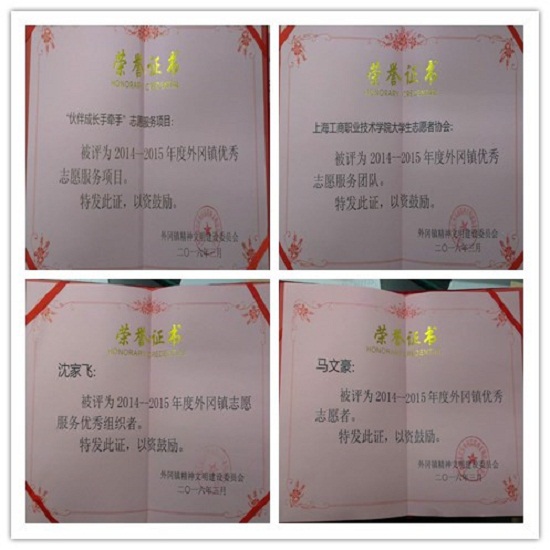 荣誉证书
HONORARY CREDENTIAL
“伙伴成长手牵手”志愿服务项目:
被评为2014—2015年度外冈镇优秀
志愿服务项目。
特发此证,以资鼓励。
外冈镇精神文明建设委员会
二〇一六年三月
荣誉证书
HONORARY CREDENTIAL
上海工商职业技术学院大学生志愿者协会:
被评为2014—2015年度外冈镇优秀
志愿服务团队。
特发此证,以资鼓励。
外冈镇精神文明建设委员会
二〇一六年三月
荣誉证书
HONORARY CREDENTIAL
沈家飞:
被评为2014—2015年度外冈镇志愿
服务优秀组织者。
特发此证,以资鼓励。
外冈镇精神文明建设委员会
二〇一六年三月
荣誉证书
HONORARY CREDENTIAL
马文豪:
被评为2014—2015年度外冈镇优秀
志愿者。
特发此证,以资鼓励。
外冈镇精神文明建设委员会
二〇一六年三月